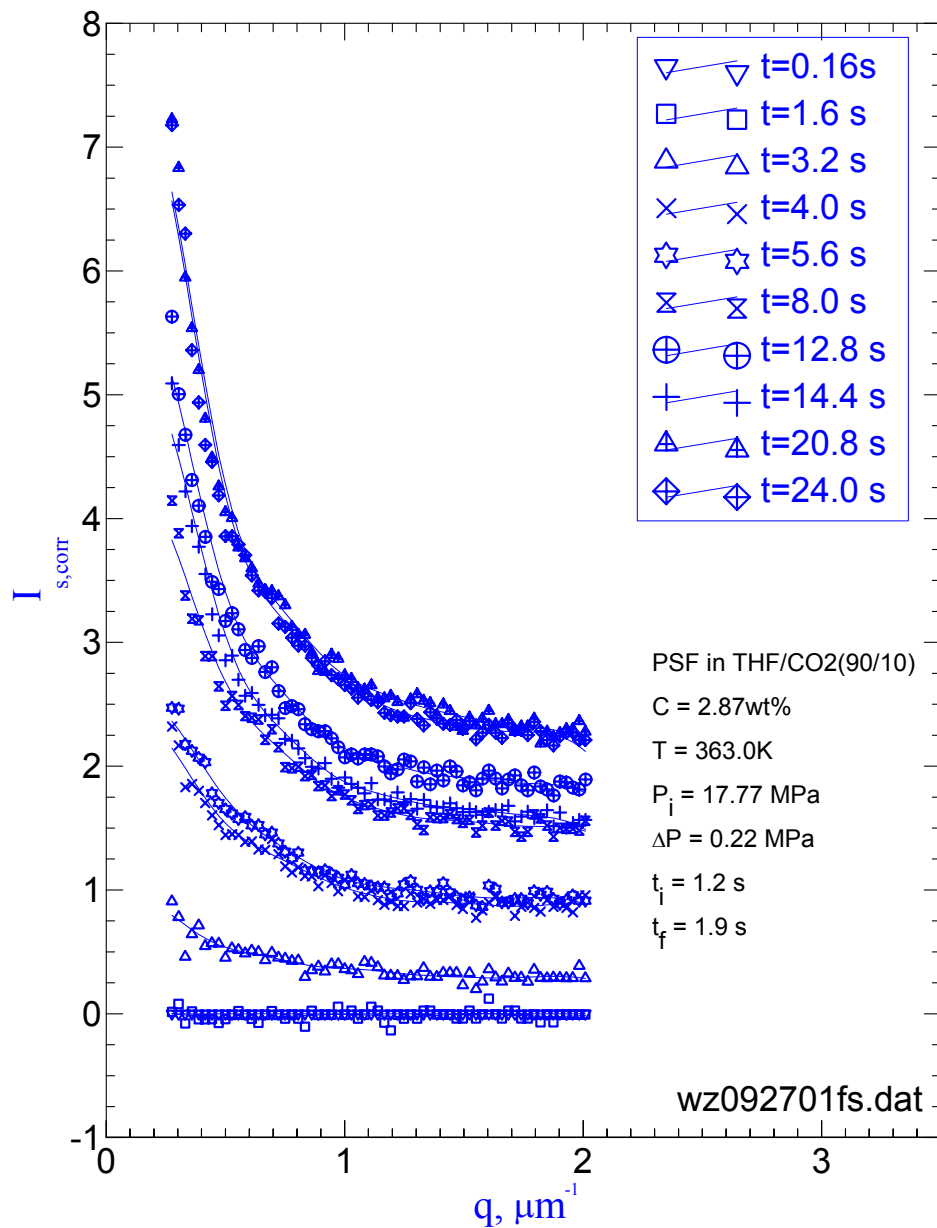 8
7
6
5
4
3
2
1
0
-1
0
1
2
3
I s,corr
q, μm-1
t=0.16s
t=1.6 s
t=3.2 s
t=4.0 s
t=5.6 s
t=8.0 s
t=12.8 s
t=14.4 s
t=20.8 s
t=24.0 s
PSF in THF/CO2(90/10)
C = 2.87wt%
T = 363.0K
Pi = 17.77 MPa
ΔP = 0.22 MPa
ti = 1.2 s
tf = 1.9 s
wz092701fs.dat